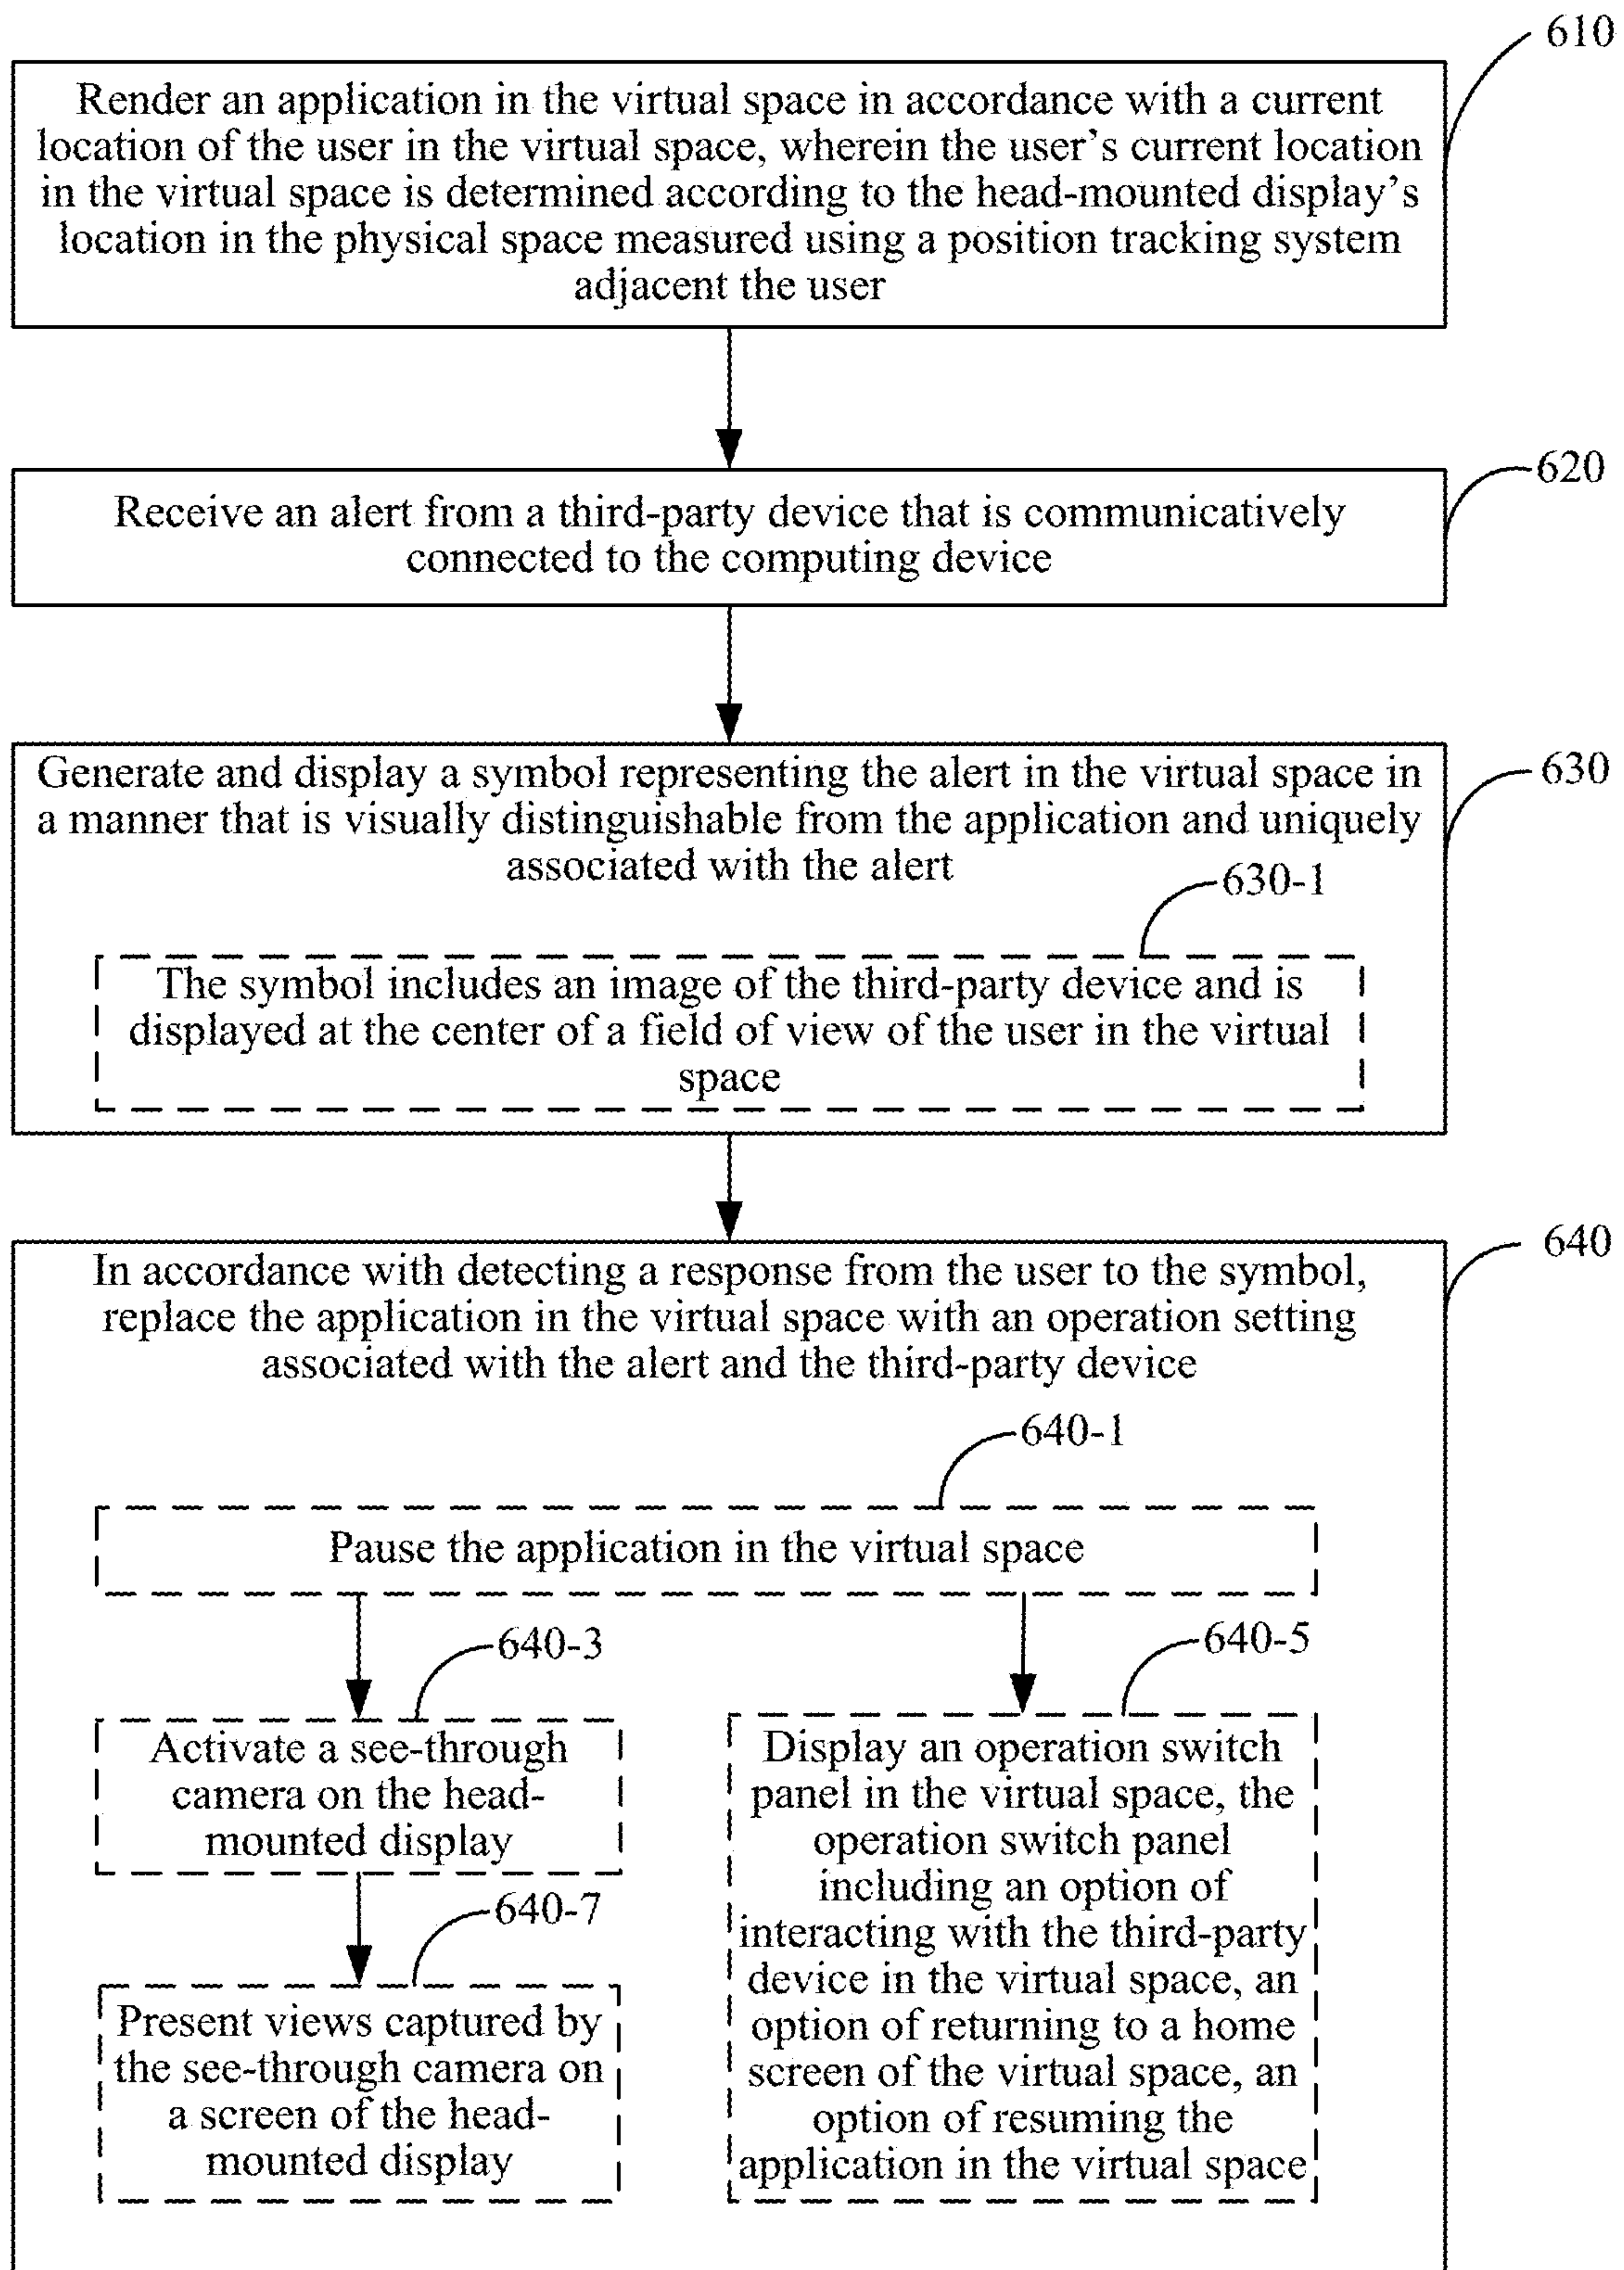 610
Render an application in the virtual space in accordance with a current
location of the user in the virtual space, wherein the user's current location
in the virtual space is determined according to the head-mounted display's
location in the physical space measured using a position tracking system
adjacent the user
620
Receive an alert from a third-party device that is communicatively
connected to the computing device
630
Generate and display a symbol representing the alert in the virtual space in
a manner that is visually distinguishable from the application and uniquely
associated with the alert
630-1
The symbol includes an image of the third-party device and is
displayed at the center of a field of view of the user in the virtual
space
640
In accordance with detecting a response from the user to the symbol,
replace the application in the virtual space with an operation setting
associated with the alert and the third-party device
640-1
Pause the application in the virtual space
640-3
Activate a see-through
camera on the head-
mounted display
640-7
Present views captured by
the see-through camera on
a screen of the head-
mounted display
640-5
Display an operation switch
panel in the virtual space, the
operation switch panel
including an option of
interacting with the third-party
device in the virtual space, an
option of returning to a home
screen of the virtual space, an
option of resuming the
application in the virtual space